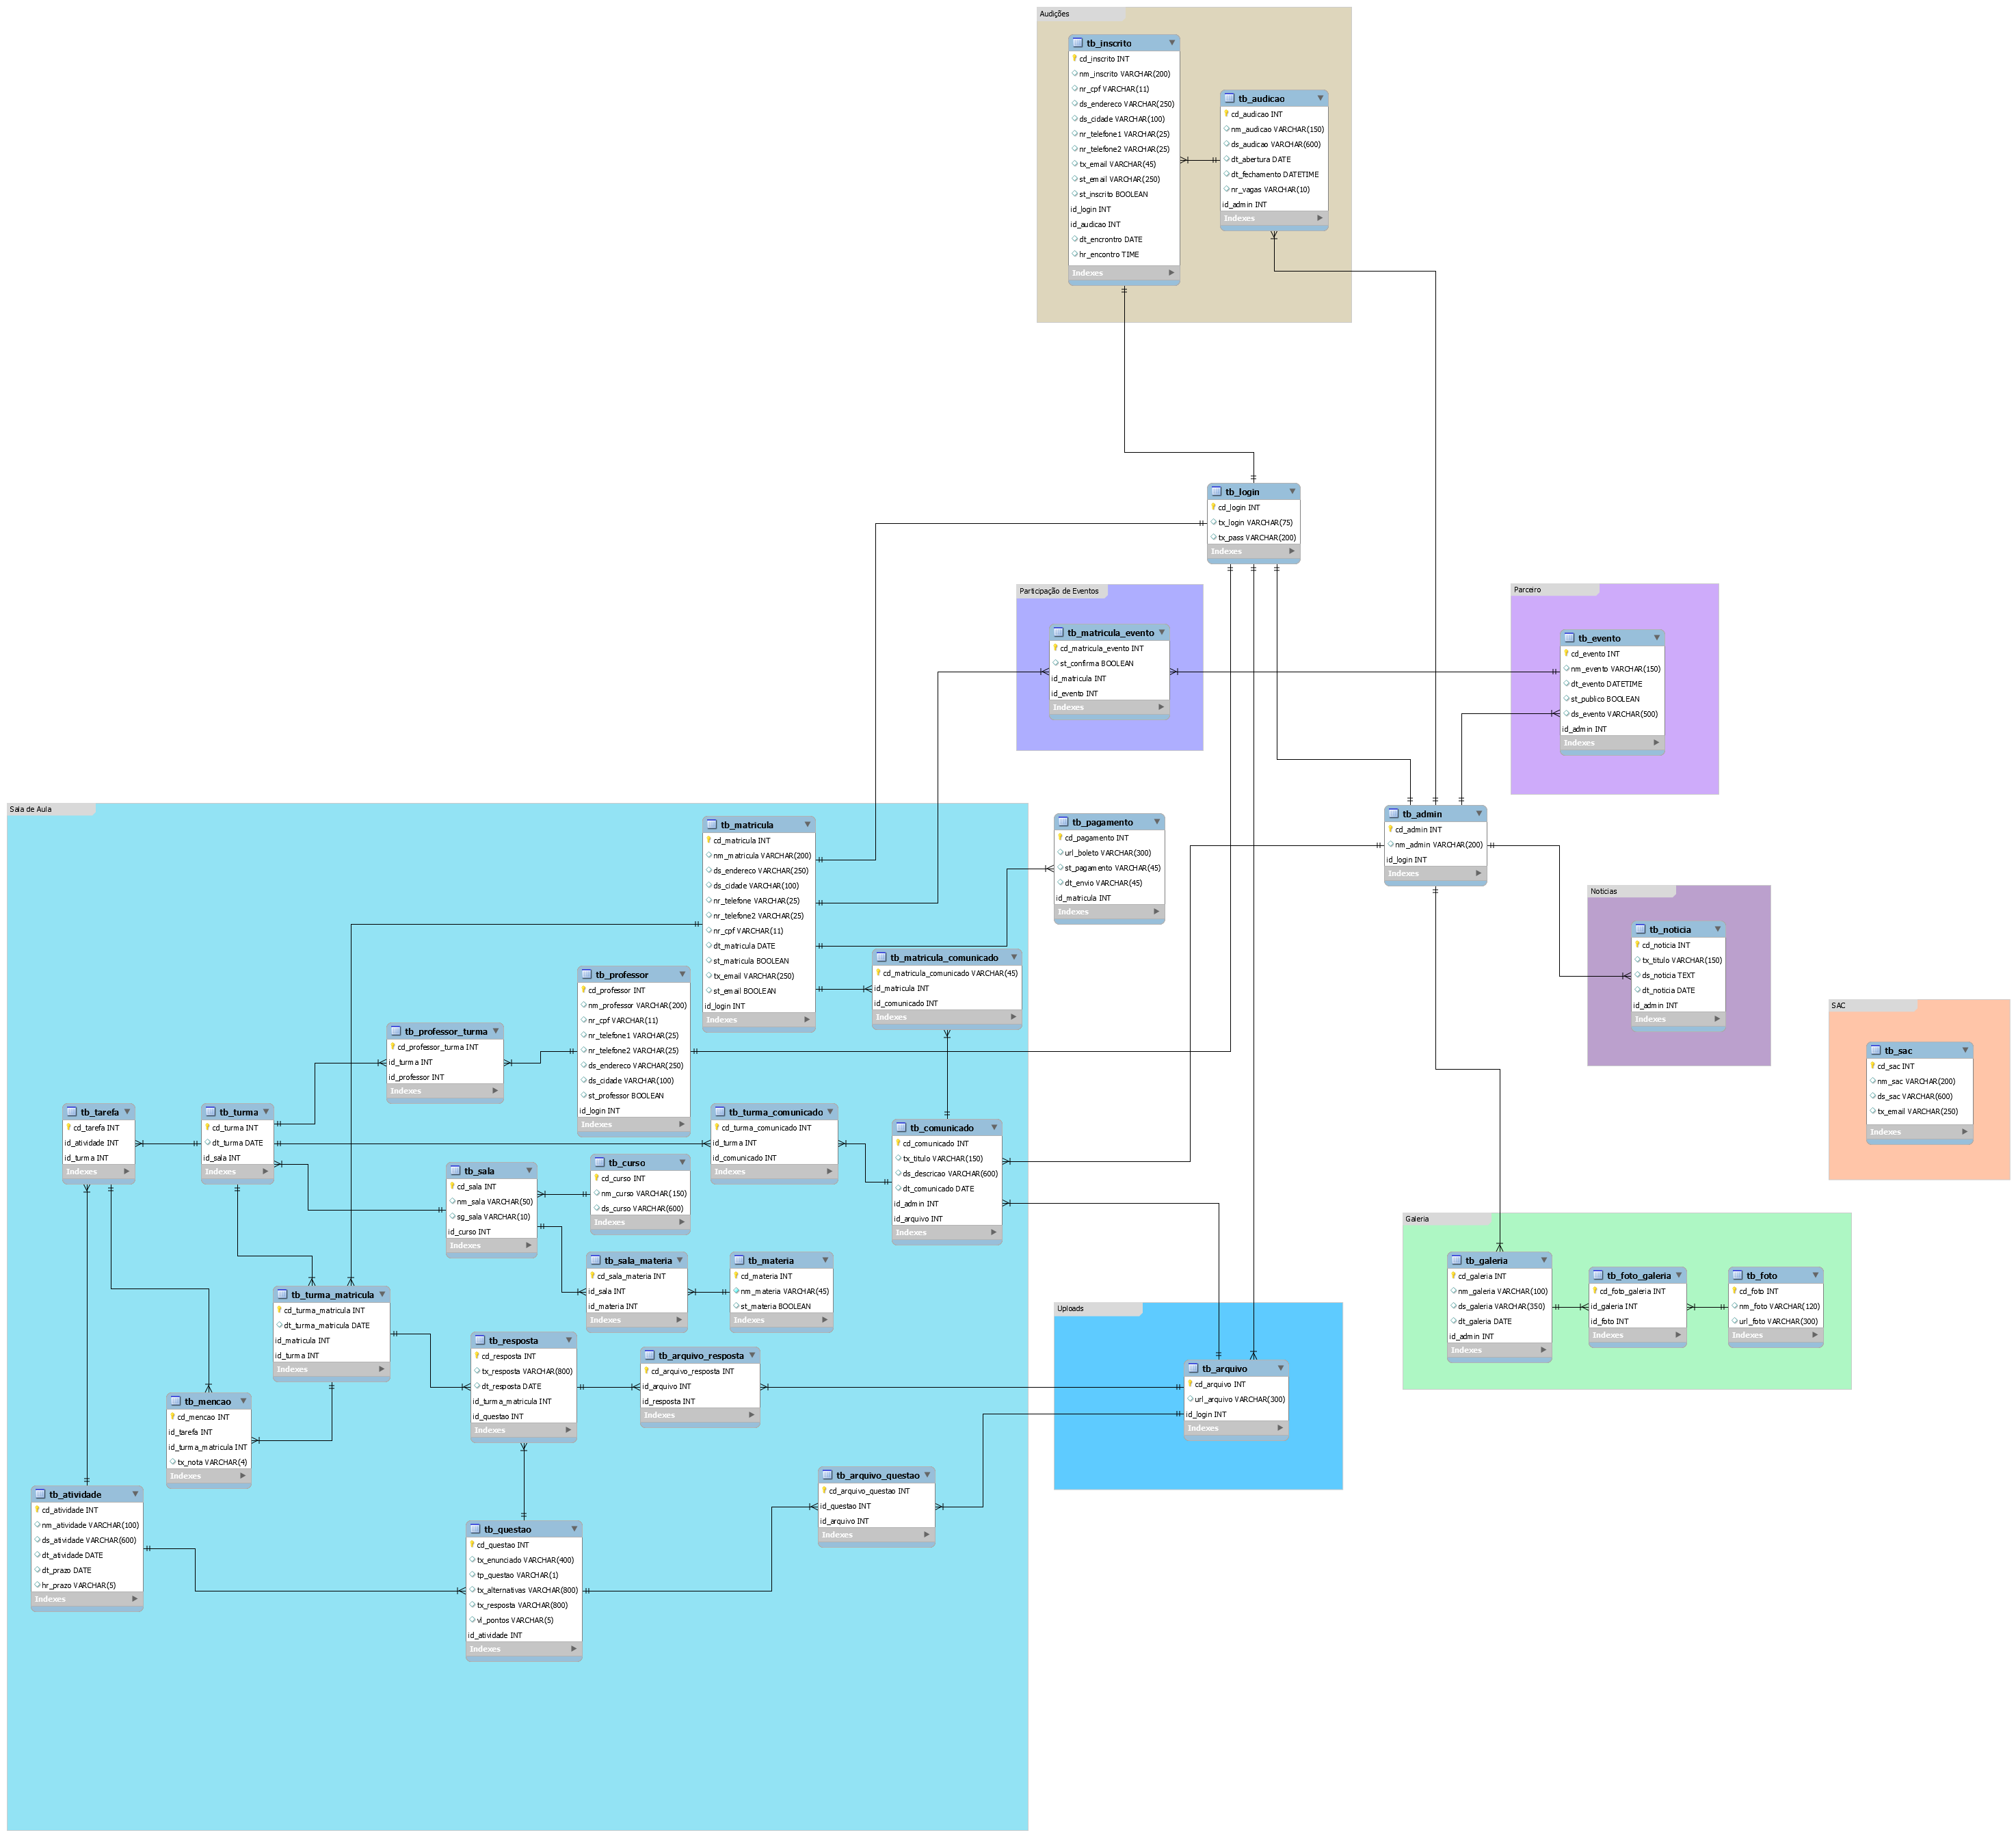 Audições
tb_inscrito
cd_inscrito INT
nm_inscrito VARCHAR(200)
nr_cpf VARCHAR(11)
ds_endereco VARCHAR(250)
ds_cidade VARCHAR(100)
nr_telefone1 VARCHAR(25)
nr_telefone2 VARCHAR(25)
tx_email VARCHAR(45)
st_email VARCHAR(250)
st_inscrito BOOLEAN
id_login INT
id_audicao INT
dt_encrontro DATE
hr_encontro TIME
Indexes
tb_audicao
cd_audicao INT
nm_audicao VARCHAR(150)
ds_audicao VARCHAR(600)
dt_abertura DATE
dt_fechamento DATETIME
nr_vagas VARCHAR(10)
id_admin INT
Indexes
tb_login
cd_login INT
tx_login VARCHAR(75)
tx_pass VARCHAR(200)
Indexes
Participação de Eventos
tb_matricula_evento
cd_matricula_evento INT
st_confirma BOOLEAN
id_matricula INT
id_evento INT
Indexes
Parceiro
tb_evento
cd_evento INT
nm_evento VARCHAR(150)
dt_evento DATETIME
st_publico BOOLEAN
ds_evento VARCHAR(500)
id_admin INT
Indexes
Sala de Aula
tb_matricula
cd_matricula INT
nm_matricula VARCHAR(200)
ds_endereco VARCHAR(250)
ds_cidade VARCHAR(100)
nr_telefone VARCHAR(25)
nr_telefone2 VARCHAR(25)
nr_cpf VARCHAR(11)
dt_matricula DATE
st_matricula BOOLEAN
tx_email VARCHAR(250)
st_email BOOLEAN
id_login INT
Indexes
tb_pagamento
cd_pagamento INT
url_boleto VARCHAR(300)
st_pagamento VARCHAR(45)
dt_envio VARCHAR(45)
id_matricula INT
Indexes
tb_admin
cd_admin INT
nm_admin VARCHAR(200)
id_login INT
Indexes
Noticias
tb_noticia
cd_noticia INT
tx_titulo VARCHAR(150)
ds_noticia TEXT
dt_noticia DATE
id_admin INT
Indexes
tb_matricula_comunicado
cd_matricula_comunicado VARCHAR(45)
id_matricula INT
id_comunicado INT
Indexes
tb_professor
cd_professor INT
nm_professor VARCHAR(200)
nr_cpf VARCHAR(11)
nr_telefone1 VARCHAR(25)
nr_telefone2 VARCHAR(25)
ds_endereco VARCHAR(250)
ds_cidade VARCHAR(100)
st_professor BOOLEAN
id_login INT
Indexes
tb_professor_turma
cd_professor_turma INT
id_turma INT
id_professor INT
Indexes
SAC
tb_sac
cd_sac INT
nm_sac VARCHAR(200)
ds_sac VARCHAR(600)
tx_email VARCHAR(250)
Indexes
tb_tarefa
cd_tarefa INT
id_atividade INT
id_turma INT
Indexes
tb_turma
cd_turma INT
dt_turma DATE
id_sala INT
Indexes
tb_turma_comunicado
cd_turma_comunicado INT
id_turma INT
id_comunicado INT
Indexes
tb_comunicado
cd_comunicado INT
tx_titulo VARCHAR(150)
ds_descricao VARCHAR(600)
dt_comunicado DATE
id_admin INT
id_arquivo INT
Indexes
tb_sala
cd_sala INT
nm_sala VARCHAR(50)
sg_sala VARCHAR(10)
id_curso INT
Indexes
tb_curso
cd_curso INT
nm_curso VARCHAR(150)
ds_curso VARCHAR(600)
Indexes
tb_sala_materia
cd_sala_materia INT
id_sala INT
id_materia INT
Indexes
tb_materia
cd_materia INT
nm_materia VARCHAR(45)
st_materia BOOLEAN
Indexes
Galeria
tb_galeria
cd_galeria INT
nm_galeria VARCHAR(100)
ds_galeria VARCHAR(350)
dt_galeria DATE
id_admin INT
Indexes
tb_foto_galeria
cd_foto_galeria INT
id_galeria INT
id_foto INT
Indexes
tb_foto
cd_foto INT
nm_foto VARCHAR(120)
url_foto VARCHAR(300)
Indexes
tb_turma_matricula
cd_turma_matricula INT
dt_turma_matricula DATE
id_matricula INT
id_turma INT
Indexes
tb_resposta
cd_resposta INT
tx_resposta VARCHAR(800)
dt_resposta DATE
id_turma_matricula INT
id_questao INT
Indexes
tb_arquivo_resposta
cd_arquivo_resposta INT
id_arquivo INT
id_resposta INT
Indexes
Uploads
tb_arquivo
cd_arquivo INT
url_arquivo VARCHAR(300)
id_login INT
Indexes
tb_mencao
cd_mencao INT
id_tarefa INT
id_turma_matricula INT
tx_nota VARCHAR(4)
Indexes
tb_arquivo_questao
cd_arquivo_questao INT
id_questao INT
id_arquivo INT
Indexes
tb_atividade
cd_atividade INT
nm_atividade VARCHAR(100)
ds_atividade VARCHAR(600)
dt_atividade DATE
dt_prazo DATE
hr_prazo VARCHAR(5)
Indexes
tb_questao
cd_questao INT
tx_enunciado VARCHAR(400)
tp_questao VARCHAR(1)
tx_alternativas VARCHAR(800)
tx_resposta VARCHAR(800)
vl_pontos VARCHAR(5)
id_atividade INT
Indexes